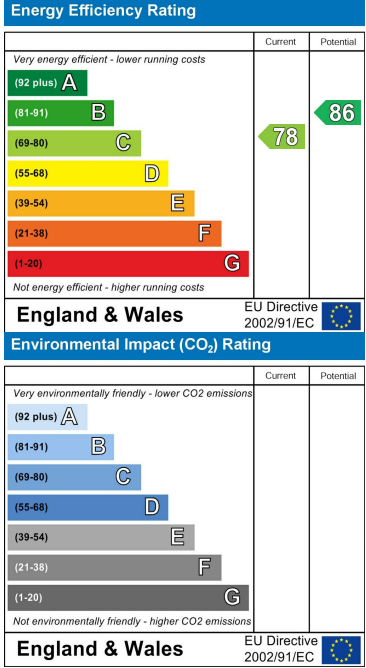 Energy Efficiency Rating
Current Potential
Very energy efficient - lower running costs
(92 plus) A
(81-91) B
(69-80) C
(55-68) D
(39-54) E
(21-38) F
(1-20) G
78
86
Not energy efficient - higher running costs
England & Wales
EU Directive
2002/91/EC
Environmental Impact (CO₂) Rating
Current Potential
Very environmentally friendly - lower CO2 emissions
(92 plus) A
(81-91) B
(69-80) C
(55-68) D
(39-54) E
(21-38) F
(1-20) G
Not environmentally friendly - higher CO2 emissions
England & Wales
EU Directive
2002/91/EC